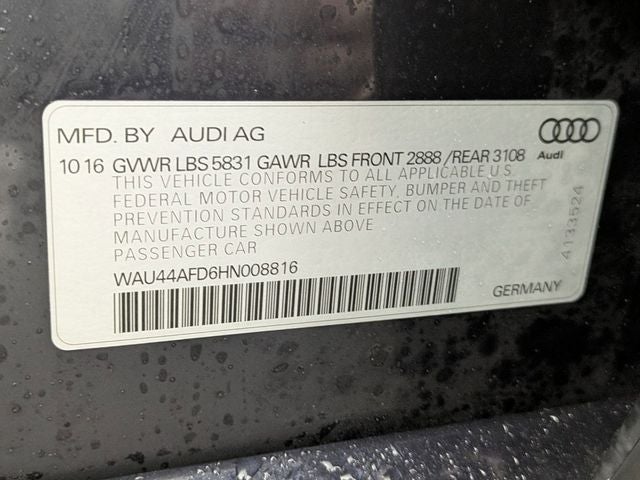 MFD. BY AUDI AG
10 16 GVWR LBS 5831 GAWR LBS FRONT 2888 / REAR 3108
Audi
THIS VEHICLE CONFORMS TO ALL APPLICABLE U.S.
FEDERAL MOTOR VEHICLE SAFETY, BUMPER AND THEFT
PREVENTION STANDARDS IN EFFECT ON THE DATE OF
MANUFACTURE SHOWN ABOVE
PASSENGER CAR
4133524
WAU44AFD6HN008816
GERMANY